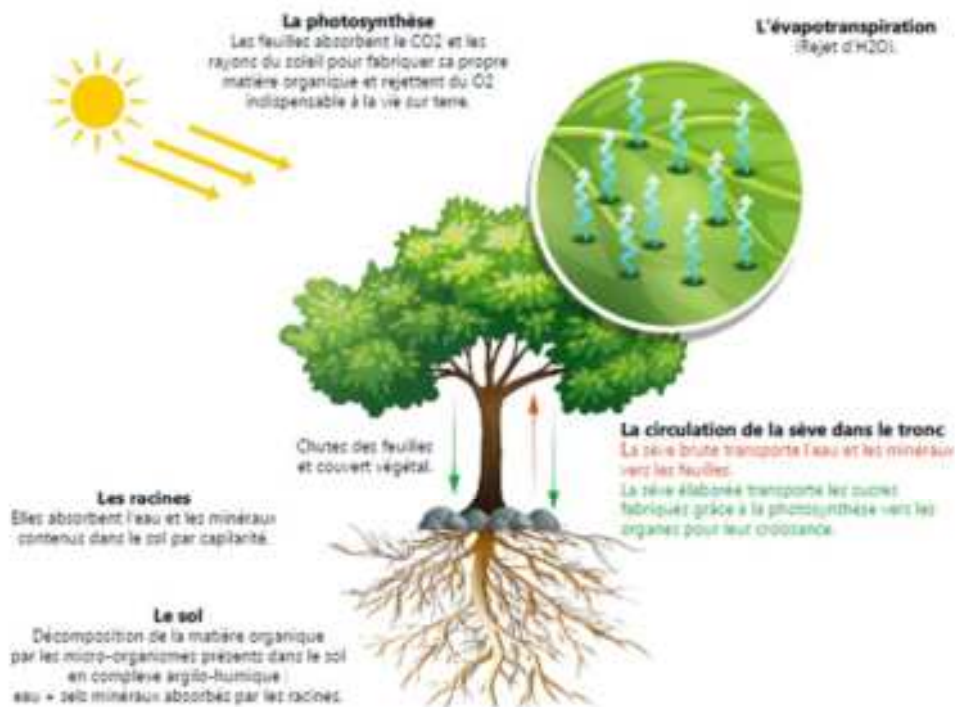 La photosynthèse
Les feuilles absorbent le CO2 et les
rayons du soleil pour fabriquer sa propre
matière organique et rejettent du O2
indispensable à la vie sur terre.
L'évapotranspiration
(Rejet d'H2O).
Chutes des feuilles
et couvert végétal.
La circulation de la sève dans le tronc
La sève brute transporte l'eau et les minéraux
vers les feuilles.
La sève élaborée transporte les sucres
fabriqués grâce à la photosynthèse vers les
organes pour leur croissance.
Les racines
Elles absorbent l'eau et les minéraux
contenus dans le sol par capilarité.
Le sol
Décomposition de la matière organique
par les micro-organismes présents dans le sol
en complexe argilo-humique :
eau + sels minéraux absorbés par les racines.